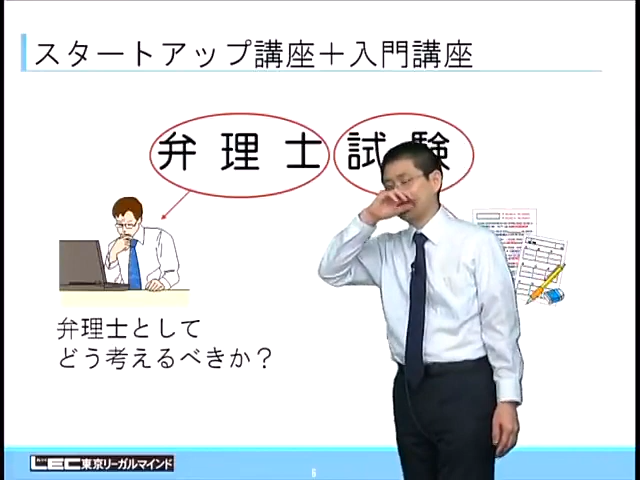 スタートアップ講座＋入門講座
弁理士試験
弁理士として
どう考えるべきか？
LEC東京リーガルマインド